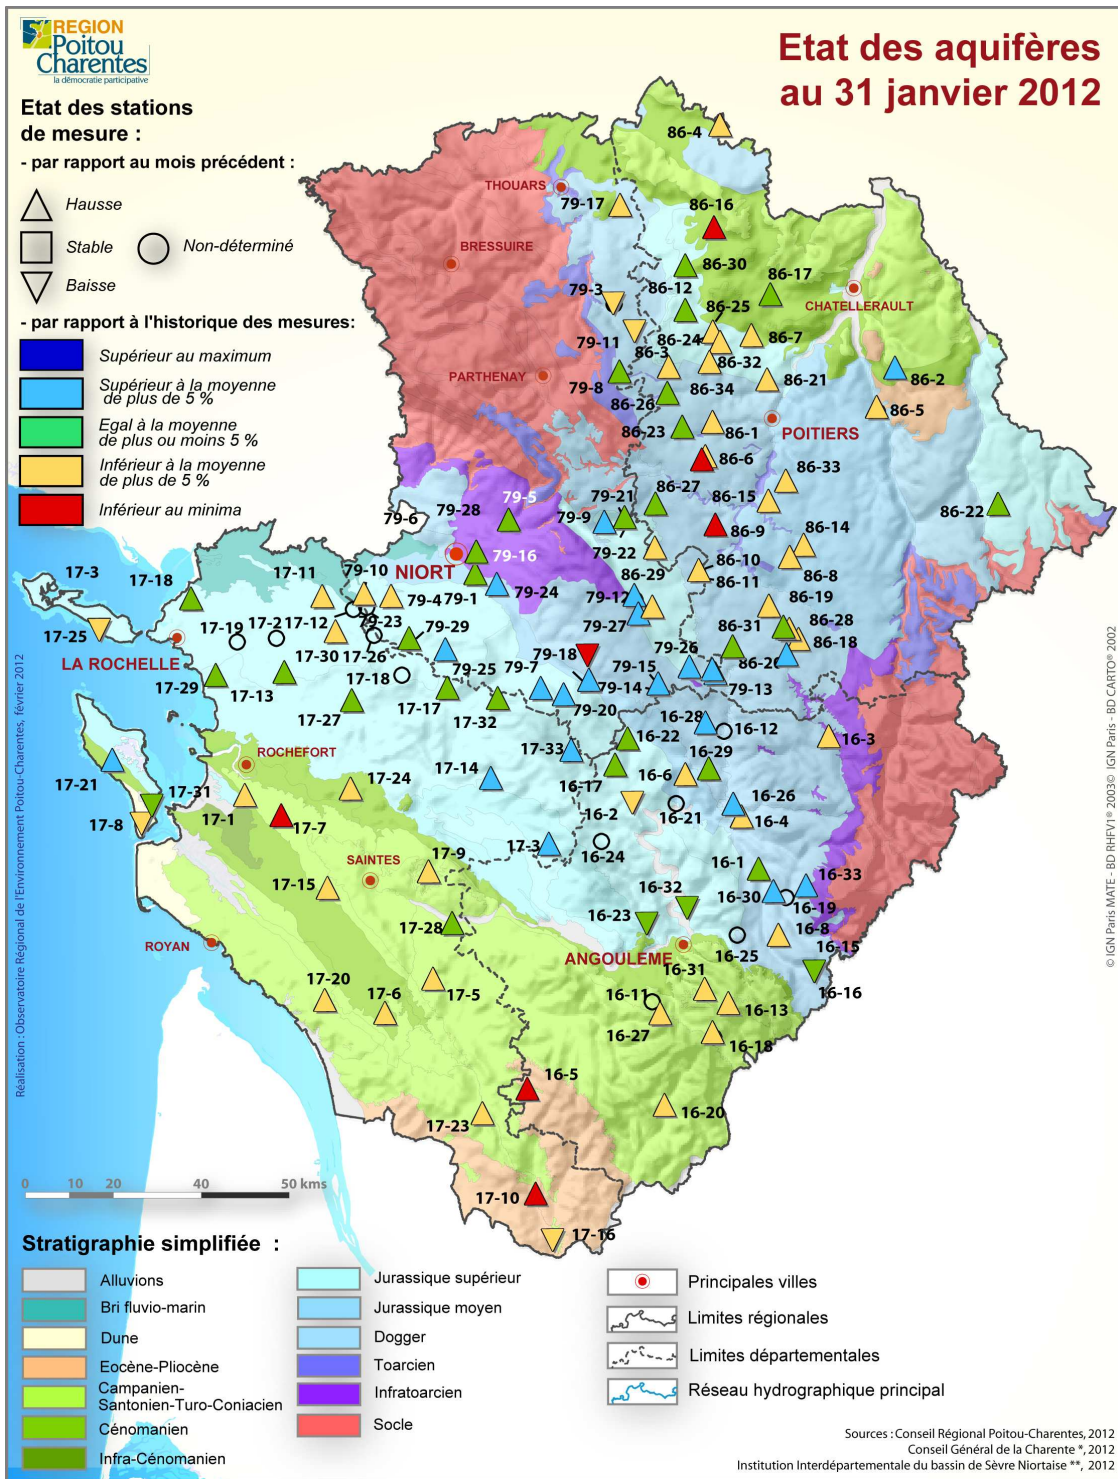 REGION
Poitou
Charentes
la démocratie participative
Etat des aquifères
au 31 janvier 2012
Etat des stations
de mesure :
- par rapport au mois précédent :
Hausse
Stable
Non-déterminé
Baisse
- par rapport à l'historique des mesures:
Supérieur au maximum
Supérieur à la moyenne
de plus de 5 %
Egal à la moyenne
de plus ou moins 5 %
Inférieur à la moyenne
de plus de 5 %
Inférieur au minima
86-4
THOUARS
79-17
86-16
BRESSUIRE
86-30
86-17
79-3
86-12
CHATELLERAULT
86-25
79-11
86-24
86-7
86-3
86-32
PARTHENAY
79-8
86-34
86-21
86-2
86-26
86-5
86-23
86-1
POITIERS
86-6
86-33
79-5
79-21
86-27
86-15
79-28
79-6
79-9
86-22
86-9
86-14
79-16
79-22
NIORT
86-10
17-3
17-18
17-11
79-10
86-29
86-11
86-8
79-4
79-1
79-24
79-12
86-19
17-19
17-2
17-12
79-23
79-29
79-27
86-31
86-28
17-25
LA ROCHELLE
17-30
17-26
79-18
79-26
86-18
86-20
79-25
79-7
79-15
17-18
17-29
17-13
79-14
79-13
17-27
17-17
79-20
17-32
16-28
16-12
16-22
16-3
ROCHEFORT
17-33
16-29
17-14
16-6
17-24
17-21
17-31
16-17
16-26
16-2
17-1
16-21
16-4
17-8
17-7
17-3
16-24
SAINTES
17-9
16-1
16-33
17-15
16-32
16-30
16-19
16-23
16-8
17-28
ROYAN
16-15
ANGOULEME
16-25
16-31
17-20
17-6
17-5
16-11
16-16
16-13
16-27
16-18
16-5
16-20
17-23
17-10
17-16
0 10 20 40 50 kms
Réalisation : Observatoire Régional de l'Environnement Poitou-Charentes, février 2012
© IGN Paris MATE - BD RHFV1® 2003© IGN Paris - BD CARTO® 2002
Stratigraphie simplifiée :
Alluvions
Bri fluvio-marin
Dune
Eocène-Pliocène
Campanien-
Santonien-Turo-Coniacien
Cénomanien
Infra-Cénomanien
Jurassique supérieur
Jurassique moyen
Dogger
Toarcien
Infratoarcien
Socle
Principales villes
Limites régionales
Limites départementales
Réseau hydrographique principal
Sources : Conseil Régional Poitou-Charentes, 2012
Conseil Général de la Charente *, 2012
Institution Interdépartementale du bassin de Sèvre Niortaise **, 2012